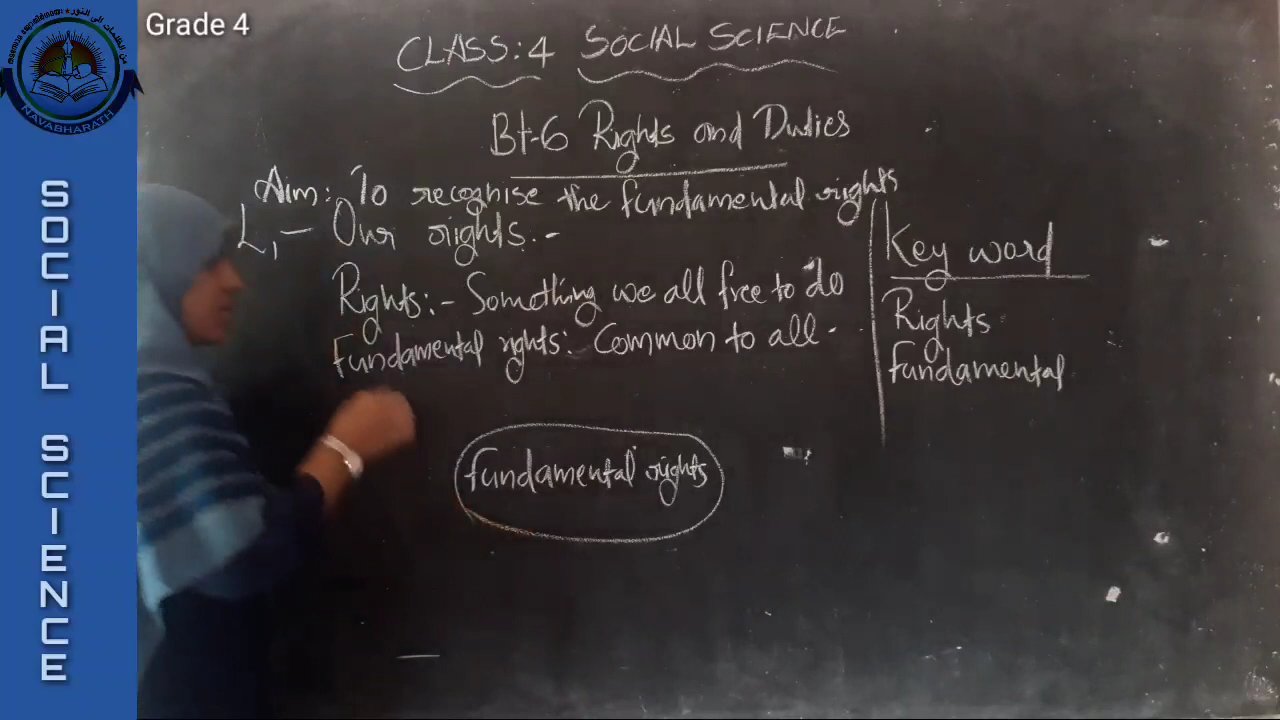 Grade 4
NAVABHARATH
SOCIAL SCIENCE
CLASS:4 SOCIAL SCIENCE
Bt-6 Rights and Duties
Aim: To recognise the fundamental rights
L1 – Our rights.-
Rights:- Something we all free to do
Fundamental rights: Common to all.
fundamental rights
Key word
Rights
fundamental